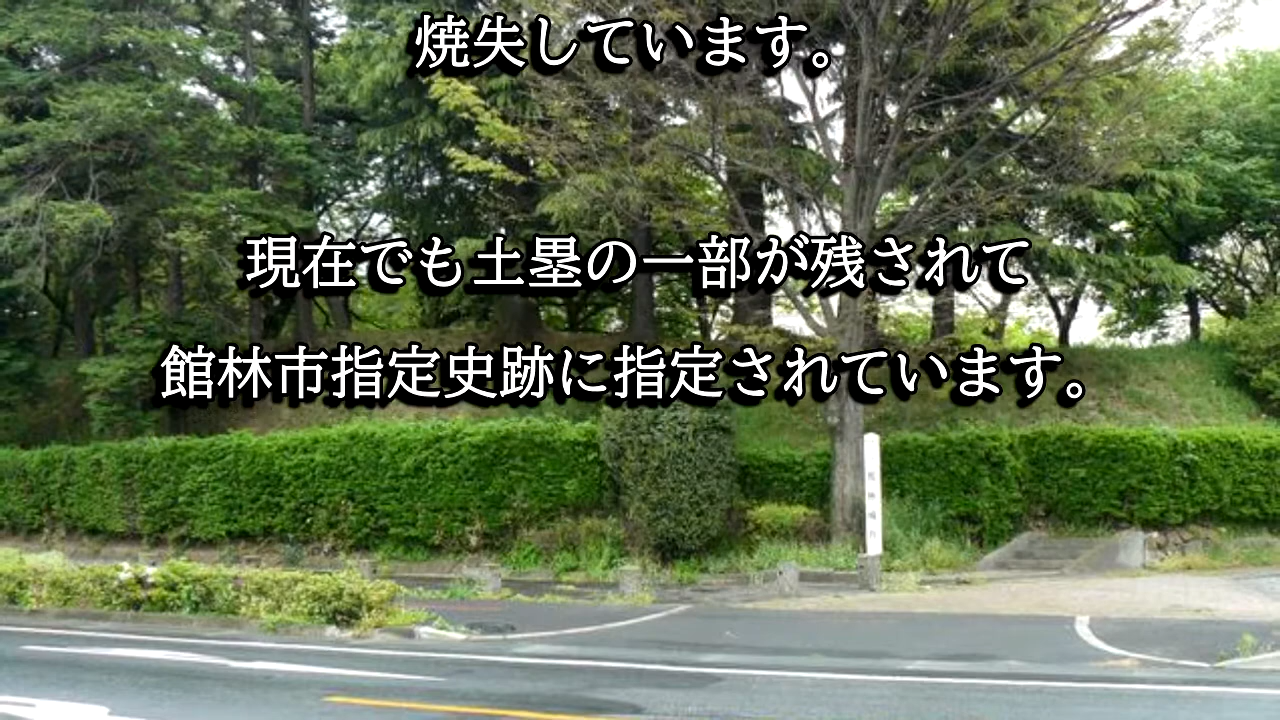 焼失しています。
現在でも土塁の一部が残されて
館林市指定史跡に指定されています。